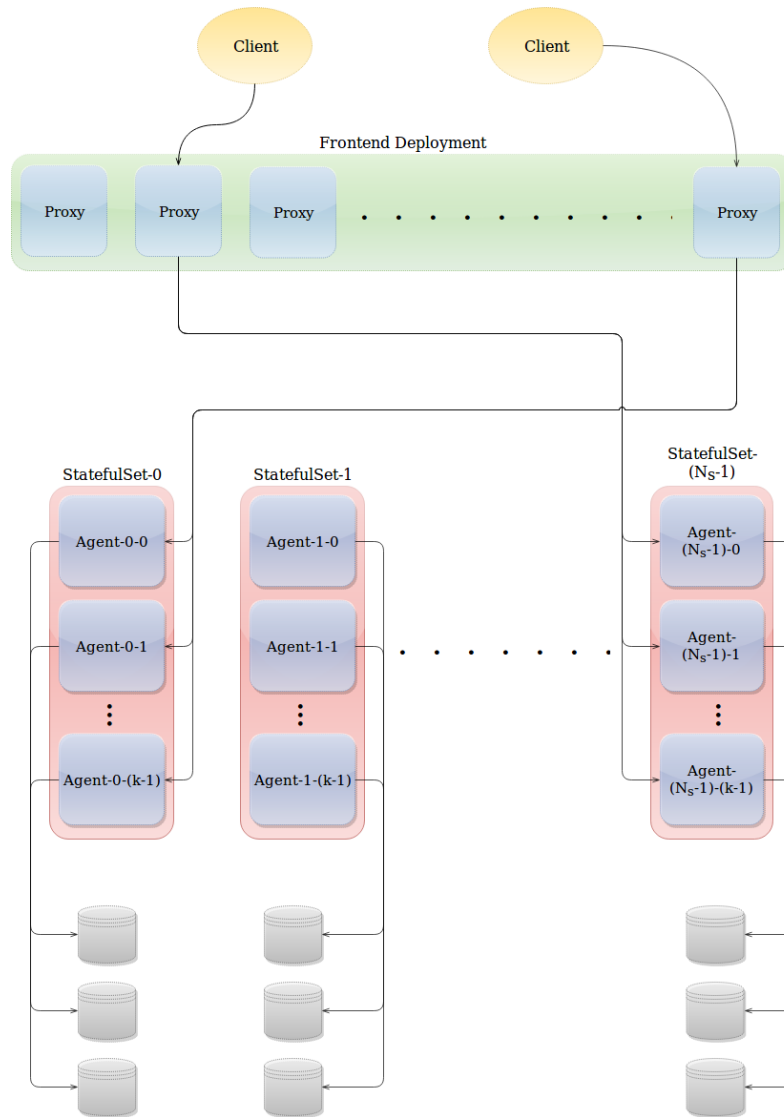 Client
Client
Frontend Deployment
Proxy
Proxy
Proxy
Proxy
StatefulSet-0
StatefulSet-1
StatefulSet-
(Ns-1)
Agent-0-0
Agent-1-0
Agent-
(Ns-1)-0
Agent-0-1
Agent-1-1
Agent-
(Ns-1)-1
Agent-0-(k-1)
Agent-1-(k-1)
Agent-
(Ns-1)-(k-1)